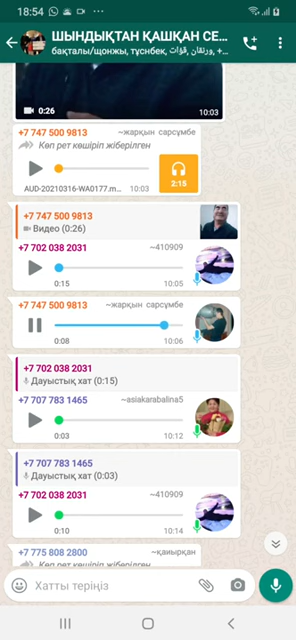 18:54
ШЫНДЫҚТАН ҚАШҚАН СЕ...
бақталы/щонжы, түснбек, قۇات, ورنقان, +...
0:26
10:03
+7 747 500 9813 ~жарқын сарсүмбе
Көп рет көшіріп жіберілген
2:15
AUD-20210316-WA0177.m... 10:03
+7 747 500 9813
Видео (0:26)
+7 702 038 2031 ~410909
0:15 10:05
+7 747 500 9813 ~жарқын сарсүмбе
0:08 10:06
+7 702 038 2031
Дауыстық хат (0:15)
+7 707 783 1465 ~asiakarabalina5
0:03 10:12
+7 707 783 1465
Дауыстық хат (0:03)
+7 702 038 2031 ~410909
0:10 10:14
+7 775 808 2800 ~қаиырқан
Көп рет көшіріп жіберілген
Хатты теріңіз